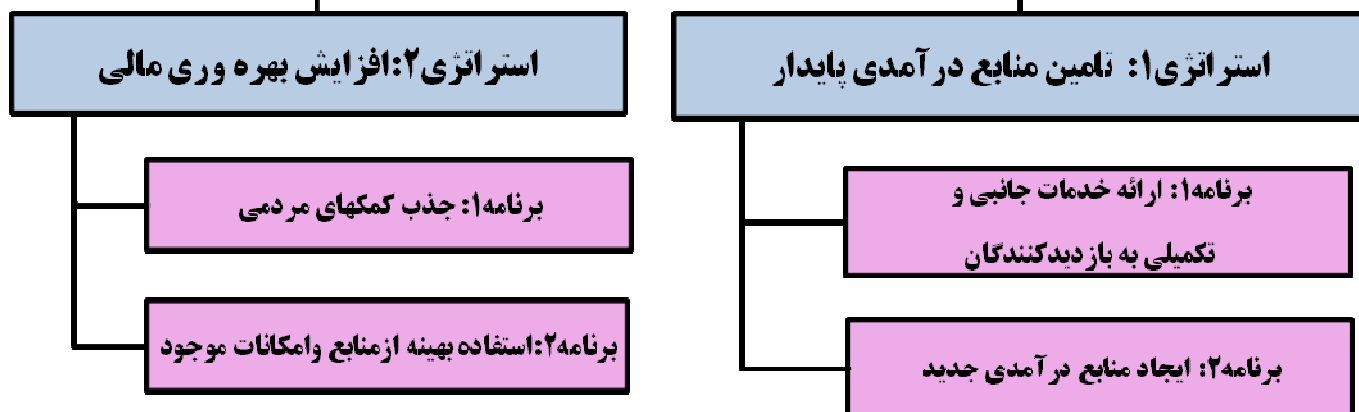 استراتژی۱: تامین منابع درآمدی پایدار
برنامه۱: ارائه خدمات جانبی و
تکمیلی به بازدیدکنندگان
برنامه۲: ایجاد منابع درآمدی جدید
استراتژی۲:افزایش بهره وری مالی
برنامه۱: جذب کمکهای مردمی
برنامه۲:استفاده بهینه ازمنابع وامکانات موجود